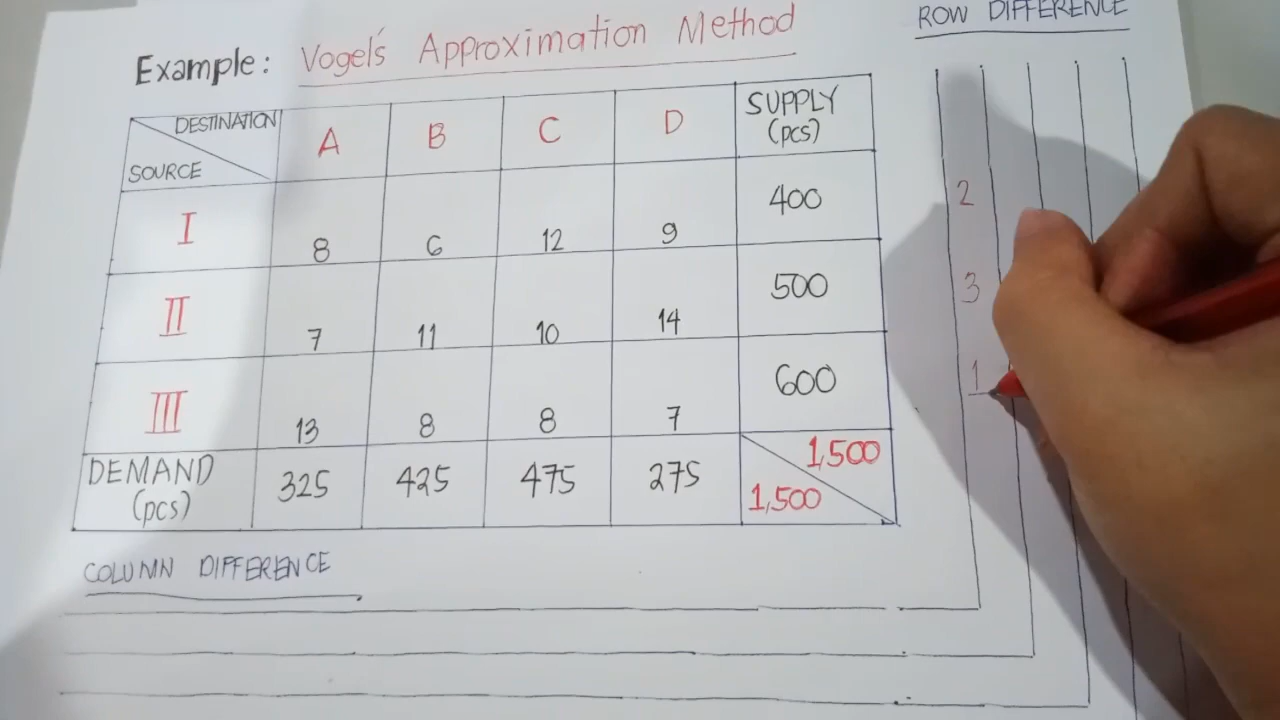 ROW DIFFERENCE
Example: Vogel's Approximation Method
DESTINATION A B C D SUPPLY (pcs)
SOURCE
I 8 6 12 9 400 2
II 7 11 10 14 500 3
III 13 8 8 7 600 1
DEMAND (pcs) 325 425 475 275 1,500 1,500
COLUMN DIFFERENCE